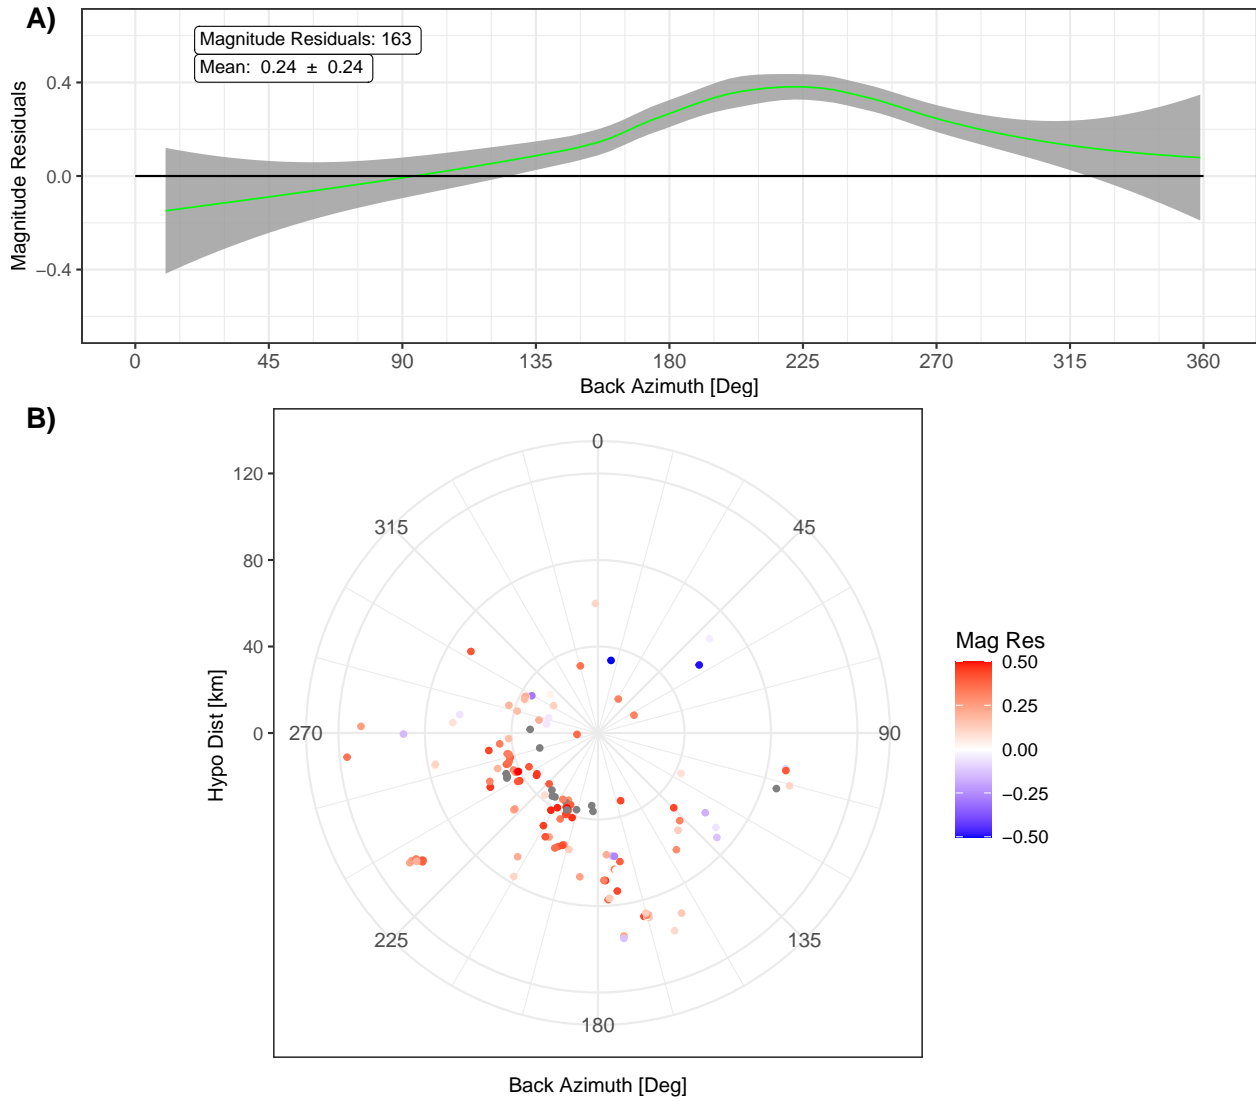 A)
Magnitude Residuals: 163
Mean: 0.24 ± 0.24
Magnitude Residuals
0.4
0.0
−0.4
0 45 90 135 180 225 270 315 360
Back Azimuth [Deg]
B)
Hypo Dist [km]
120
80
40
0
0
45
90
135
180
225
270
315
Back Azimuth [Deg]
Mag Res
0.50
0.25
0.00
−0.25
−0.50